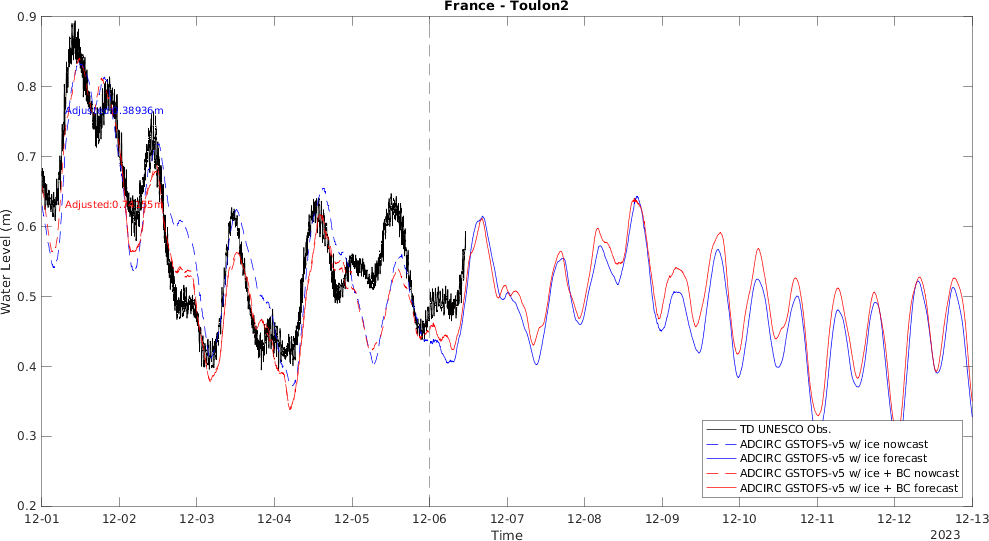 France - Toulon2
Water Level (m)
0.9
0.8
0.7
0.6
0.5
0.4
0.3
0.2
TD UNESCO Obs.
ADCIRC GSTOFS-v5 w/ ice nowcast
ADCIRC GSTOFS-v5 w/ ice forecast
ADCIRC GSTOFS-v5 w/ ice + BC nowcast
ADCIRC GSTOFS-v5 w/ ice + BC forecast
12-01 12-02 12-03 12-04 12-05 12-06 12-07 12-08 12-09 12-10 12-11 12-12 12-13
Time
2023